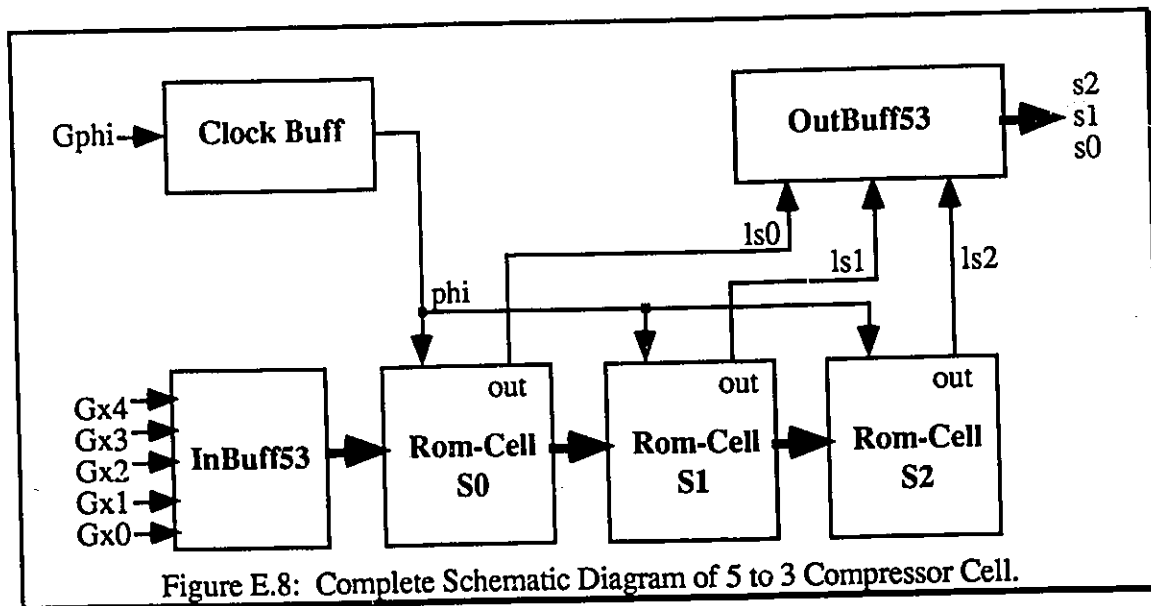 Gphi
Clock Buff
OutBuff53
s2
s1
s0
ls0
ls1
ls2
phi
Gx4
Gx3
Gx2
Gx1
Gx0
InBuff53
out
Rom-Cell
S0
out
Rom-Cell
S1
out
Rom-Cell
S2
Figure E.8: Complete Schematic Diagram of 5 to 3 Compressor Cell.